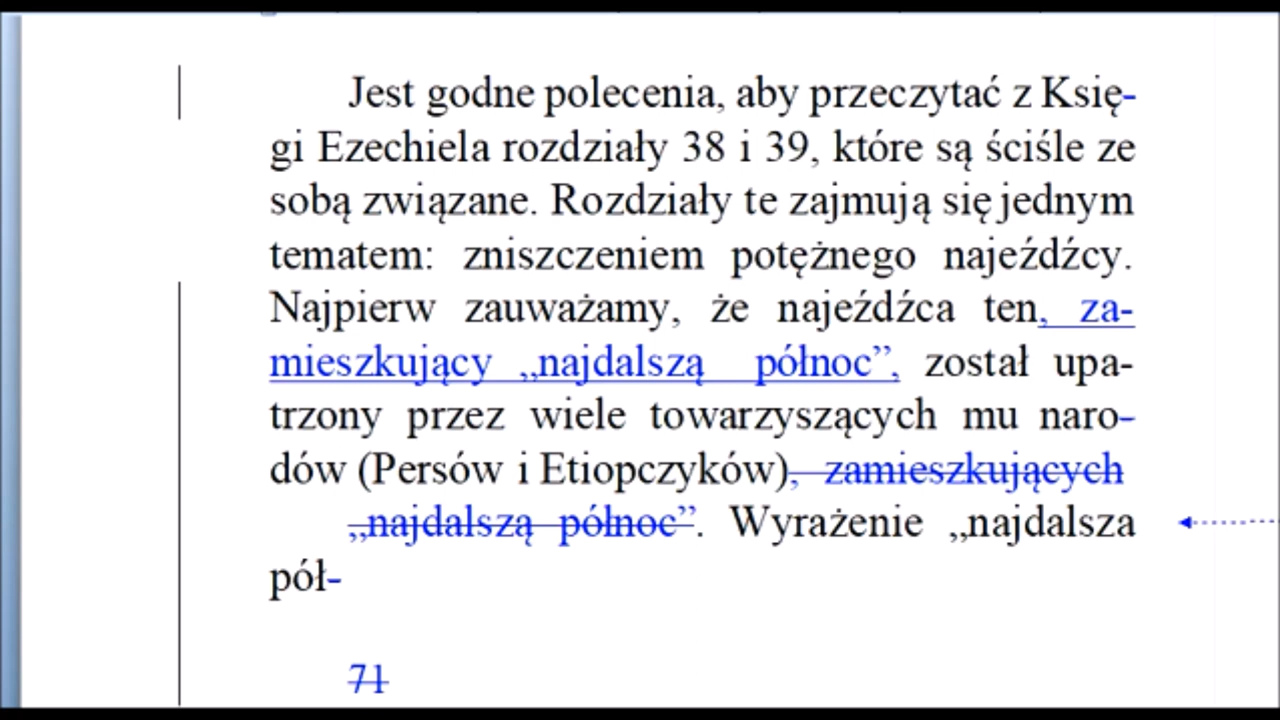 Jest godne polecenia, aby przeczytać z Księ-
gi Ezechiela rozdziały 38 i 39, które są ściśle ze
sobą związane. Rozdziały te zajmują się jednym
tematem: zniszczeniem potężnego najeźdźcy.
Najpierw zauważamy, że najeźdźca ten, za-
mieszkujący „najdalszą północ”, został upa-
trzony przez wiele towarzyszących mu naro-
dów (Persów i Etiopczyków), zamieszkujących
„najdalszą północ”. Wyrażenie „najdalsza
pół-
71